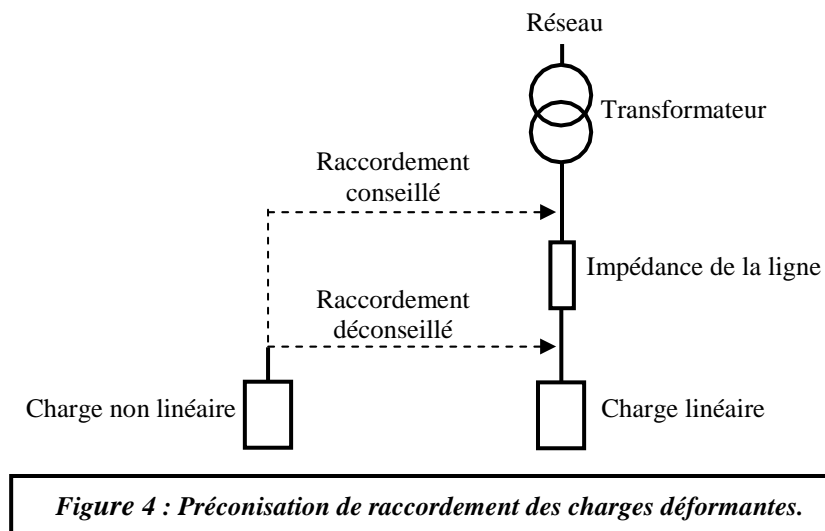 Réseau
Transformateur
Raccordement
conseillé
Impédance de la ligne
Raccordement
déconseillé
Charge non linéaire
Charge linéaire
Figure 4 : Préconisation de raccordement des charges déformantes.